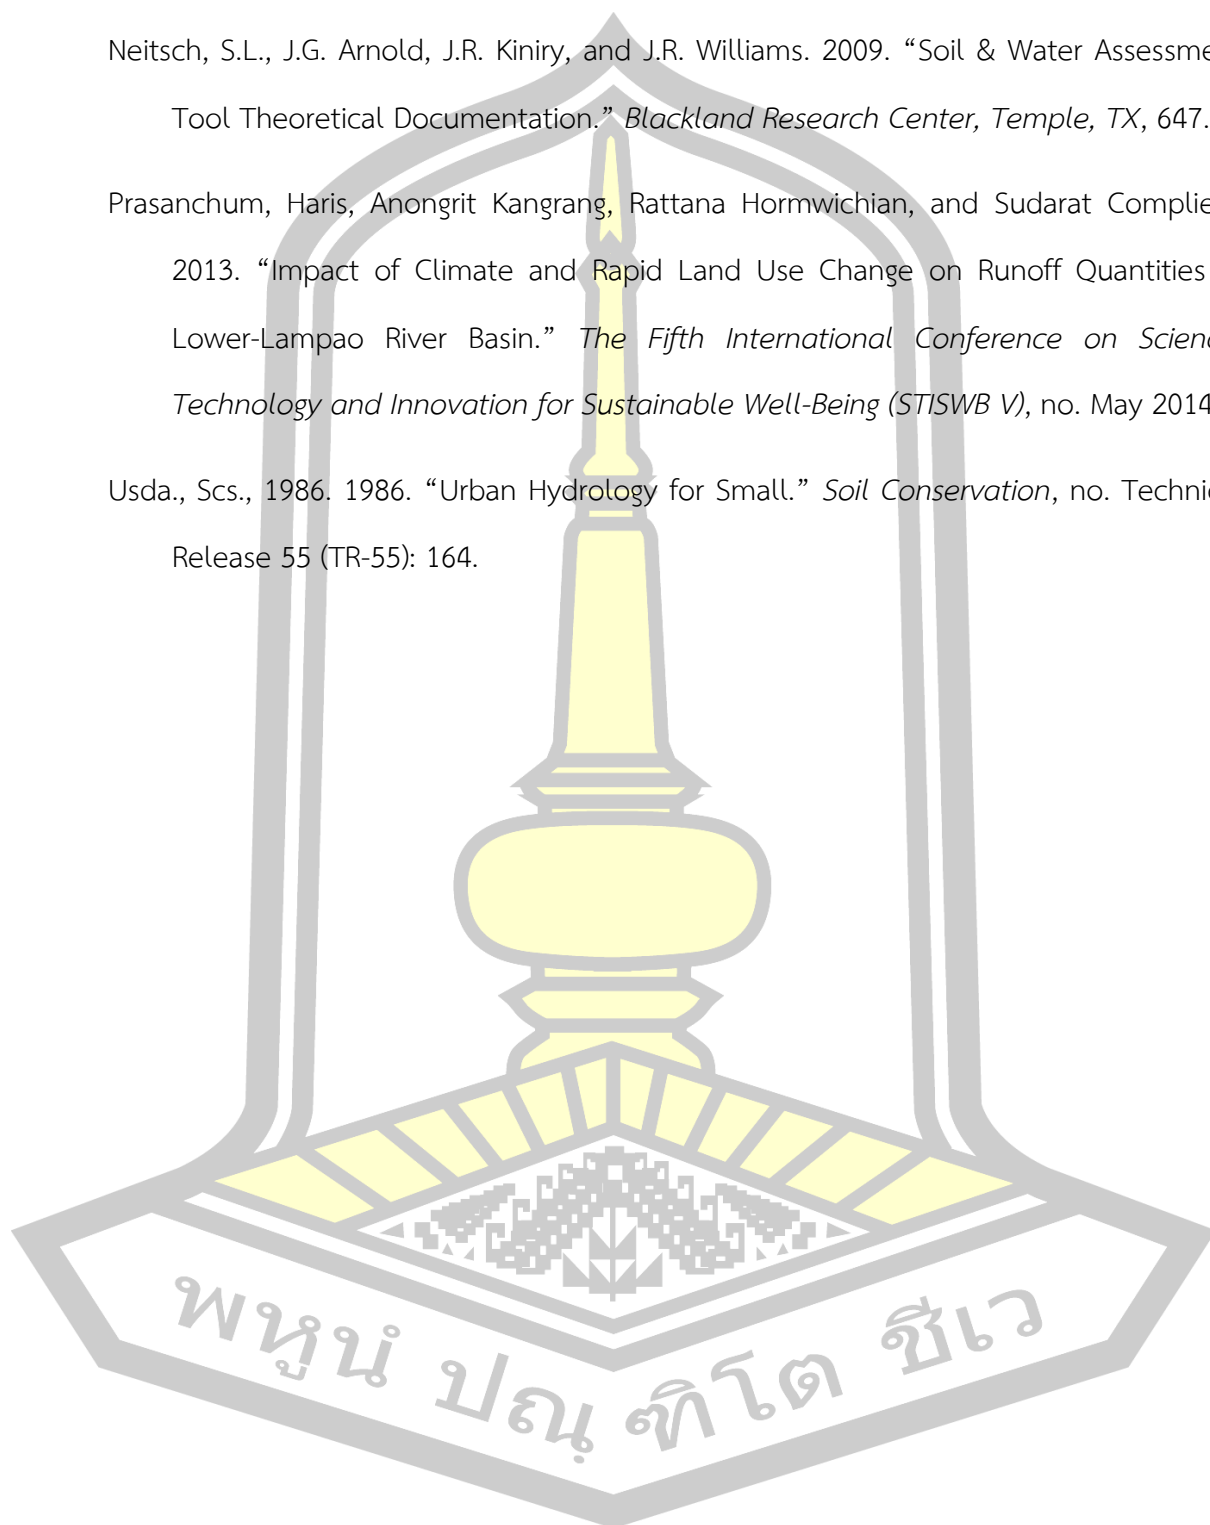 Neitsch, S.L., J.G. Arnold, J.R. Kiniry, and J.R. Williams. 2009. “Soil & Water Assessme
Tool Theoretical Documentation.” Blackland Research Center, Temple, TX, 647.
Prasanchum, Haris, Anongrit Kangrang, Rattana Hormwichian, and Sudarat Complie
2013. “Impact of Climate and Rapid Land Use Change on Runoff Quantities
Lower-Lampao River Basin.” The Fifth International Conference on Scienc
Technology and Innovation for Sustainable Well-Being (STISWB V), no. May 2014
Usda., Scs., 1986. 1986. “Urban Hydrology for Small.” Soil Conservation, no. Technic
Release 55 (TR-55): 164.
พหูนํ ปณฺฑิโต ชีเว